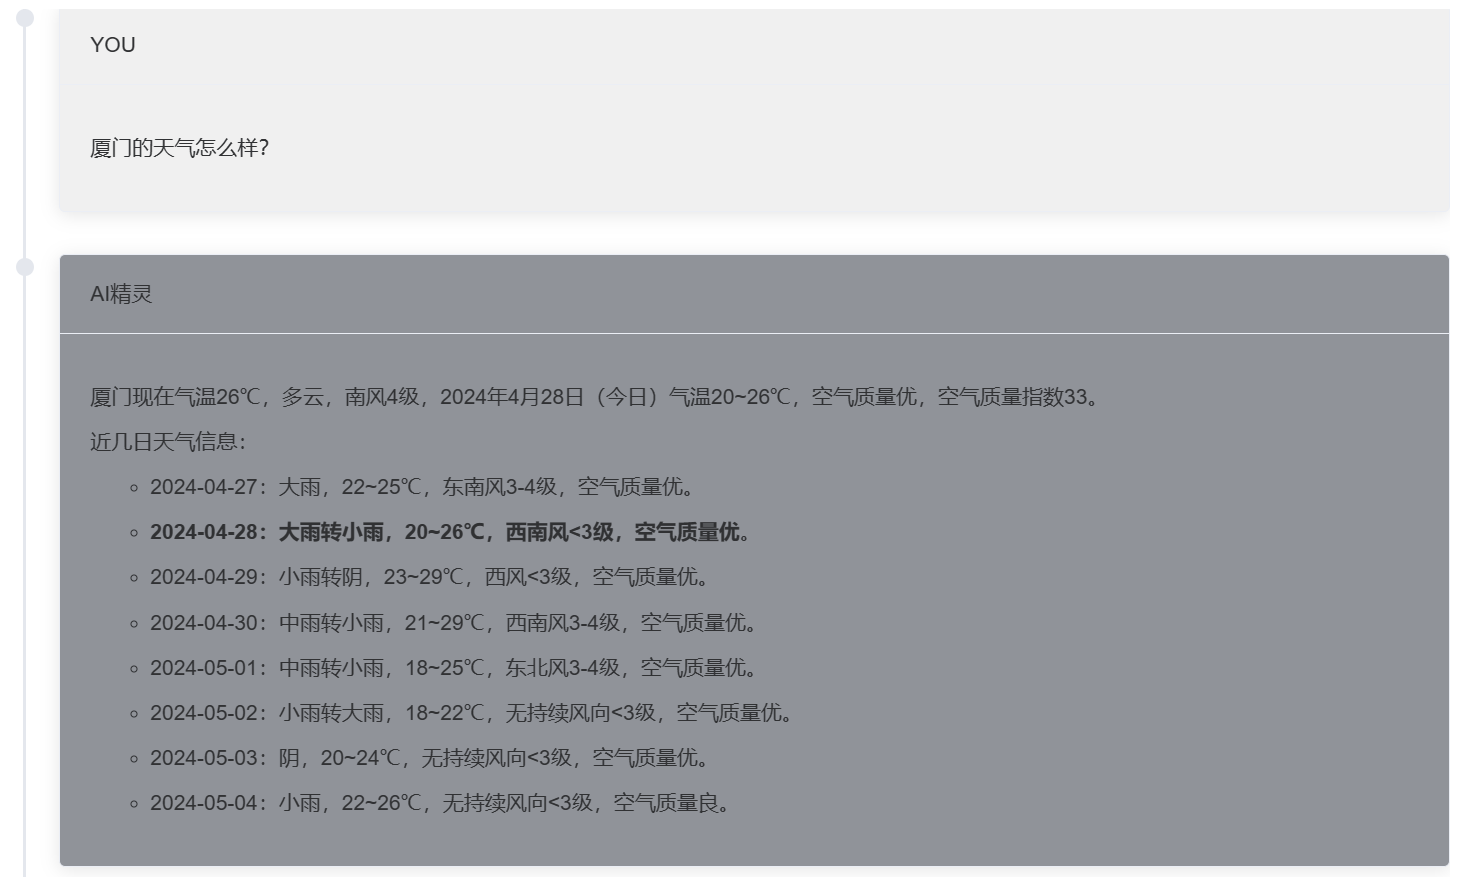 YOU
厦门的天气怎么样？
AI精灵
厦门现在气温26℃，多云，南风4级，2024年4月28日（今日）气温20~26℃，空气质量优，空气质量指数33。
近几日天气信息：
2024-04-27：大雨，22~25℃，东南风3-4级，空气质量优。
2024-04-28：大雨转小雨，20~26℃，西南风<3级，空气质量优。
2024-04-29：小雨转阴，23~29℃，西风<3级，空气质量优。
2024-04-30：中雨转小雨，21~29℃，西南风3-4级，空气质量优。
2024-05-01：中雨转小雨，18~25℃，东北风3-4级，空气质量优。
2024-05-02：小雨转大雨，18~22℃，无持续风向<3级，空气质量优。
2024-05-03：阴，20~24℃，无持续风向<3级，空气质量优。
2024-05-04：小雨，22~26℃，无持续风向<3级，空气质量良。